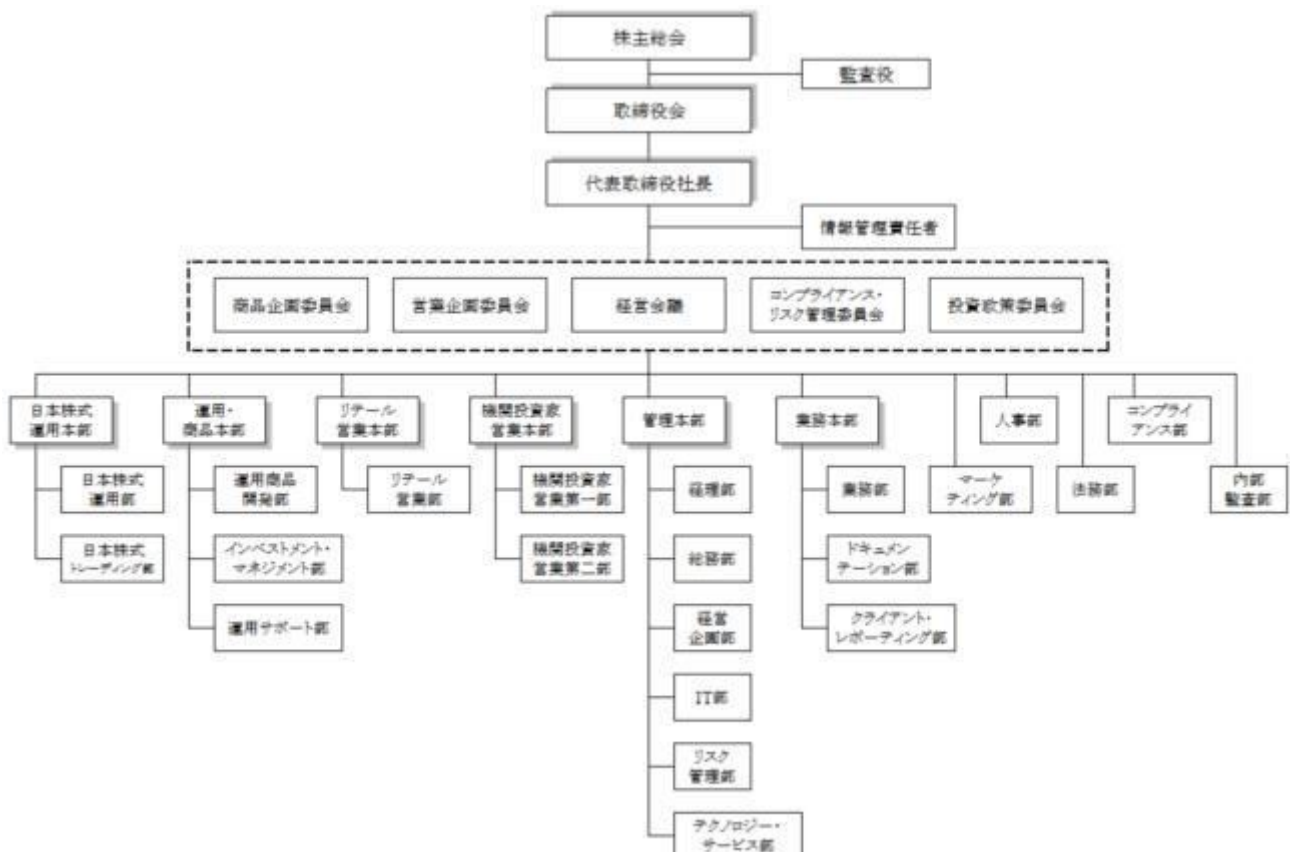 株主総会
監査役
取締役会
代表取締役社長
情報管理責任者
商品企画委員会
営業企画委員会
経営会議
コンプライアンス・
リスク管理委員会
投資政策委員会
日本株式
運用本部
運用・
商品本部
リテール
営業本部
機関投資家
営業本部
管理本部
業務本部
人事部
コンプライ
アンス部
日本株式
運用部
運用商品
開発部
リテール
営業部
機関投資家
営業第一部
経理部
業務部
マーケ
ティング部
法務部
内部
監査部
日本株式
トレーディング部
インベストメント・
マネジメント部
機関投資家
営業第二部
総務部
ドキュメン
テーション部
運用サポート部
経営
企画部
クライアント・
レポーティング部
IT部
リスク
管理部
テクノロジー・
サービス部